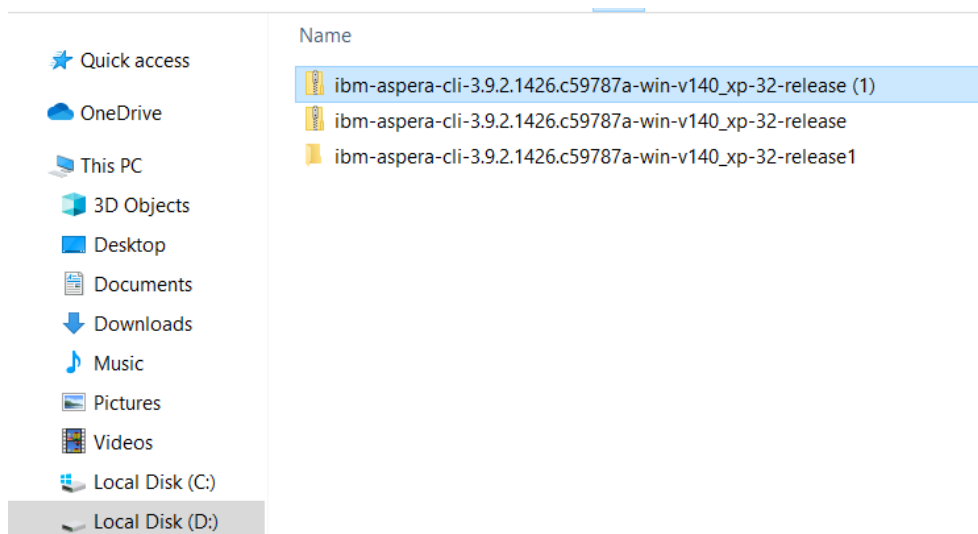 Name
Quick access
OneDrive
This PC
3D Objects
Desktop
Documents
Downloads
Music
Pictures
Videos
Local Disk (C:)
Local Disk (D:)
ibm-aspera-cli-3.9.2.1426.c59787a-win-v140_xp-32-release (1)
ibm-aspera-cli-3.9.2.1426.c59787a-win-v140_xp-32-release
ibm-aspera-cli-3.9.2.1426.c59787a-win-v140_xp-32-release1